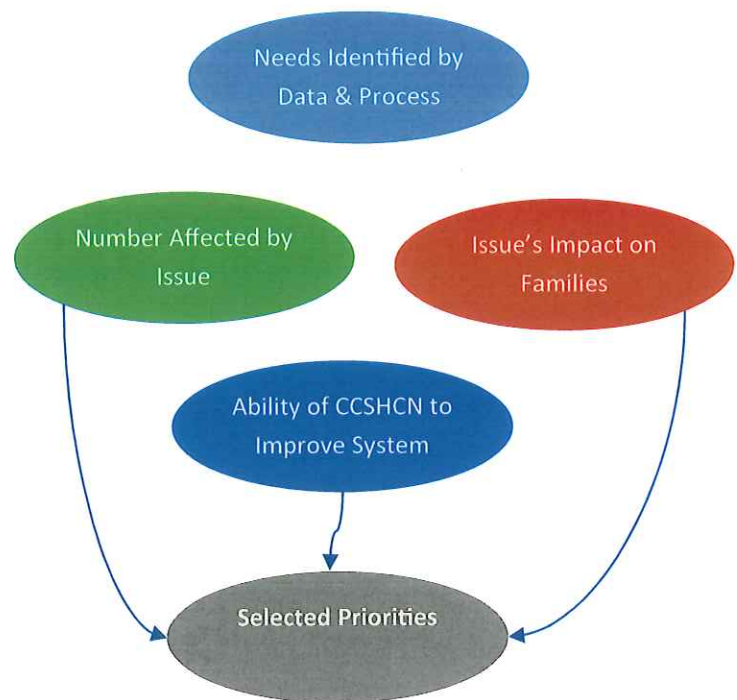 Needs Identified by
Data & Process
Number Affected by
Issue
Issue's Impact on
Families
Ability of CCSHCN to
Improve System
Selected Priorities